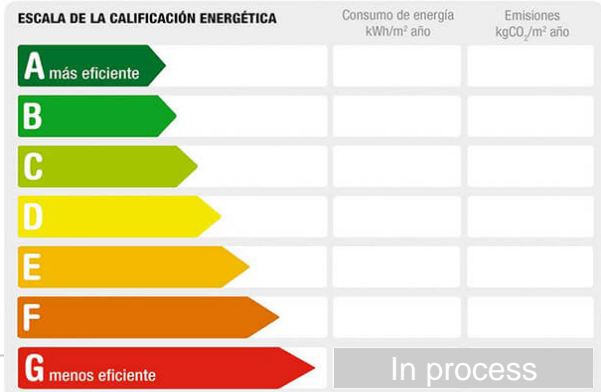 ESCALA DE LA CALIFICACIÓN ENERGÉTICA
Consumo de energía
kWh/m² año
Emisiones
kgCO₂/m² año
A más eficiente
B
C
D
E
F
G menos eficiente
In process